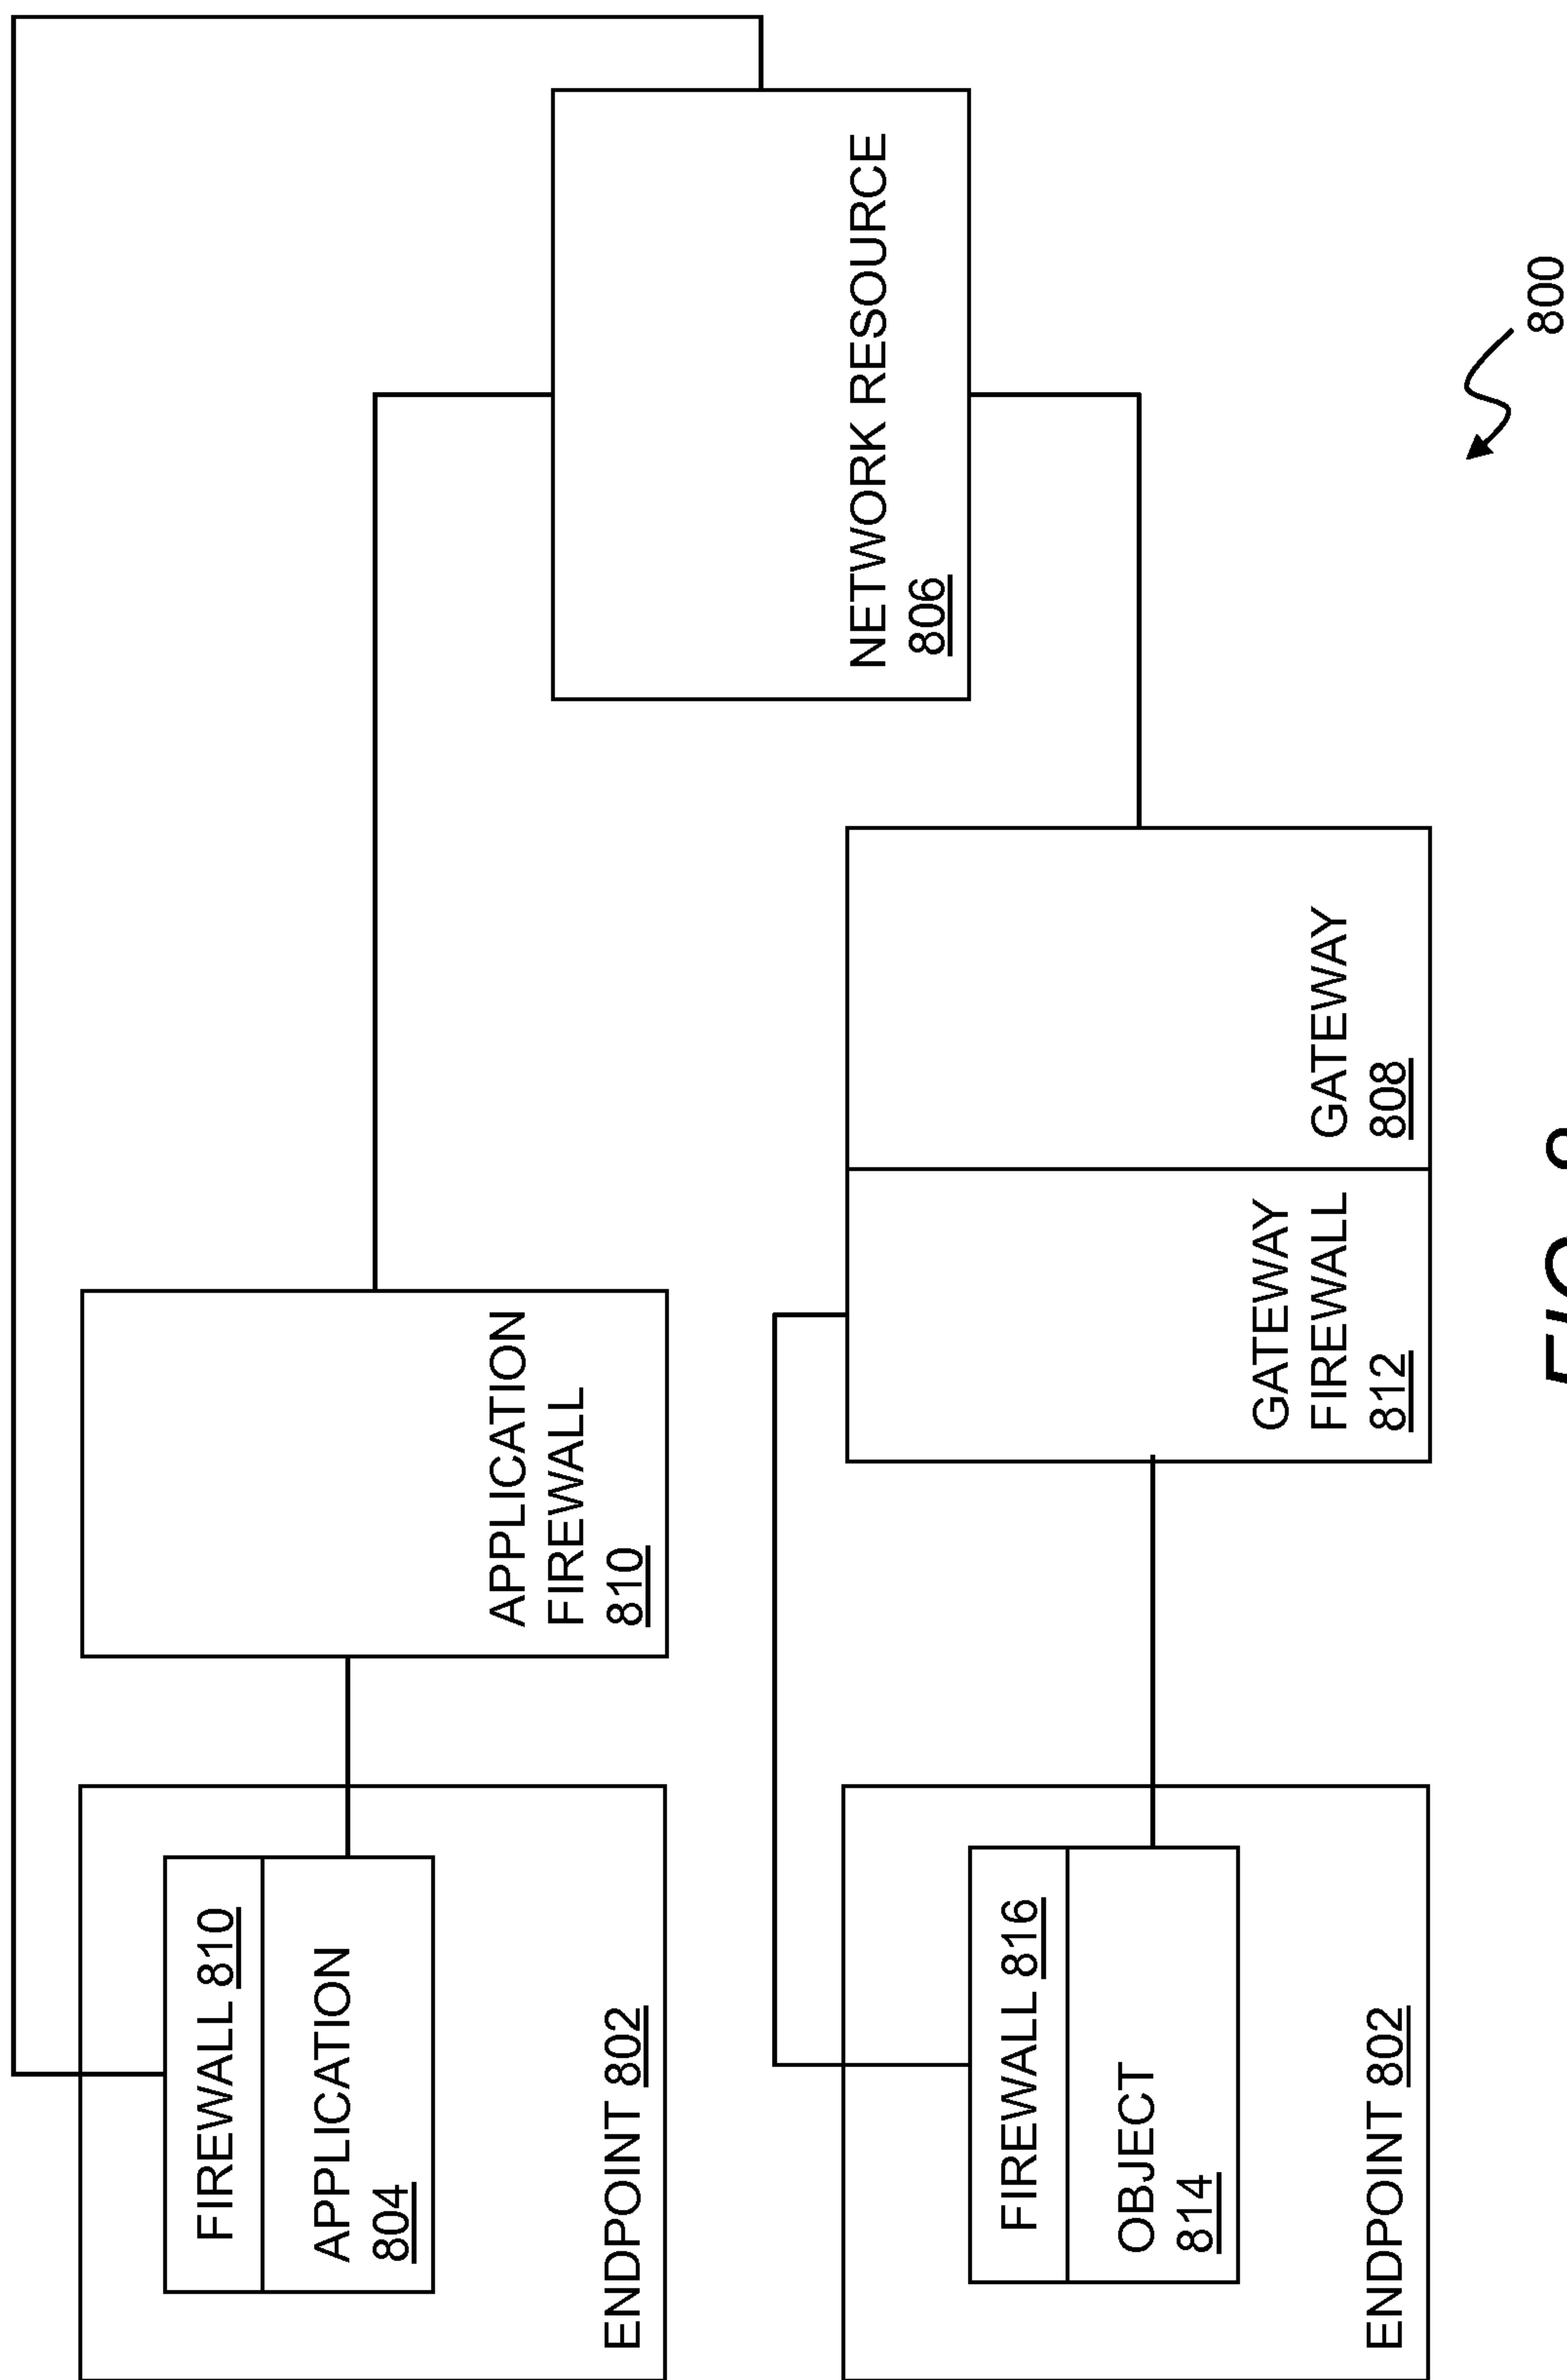 FIREWALL 810
APPLICATION
804
ENDPOINT 802
APPLICATION
FIREWALL
810
NETWORK RESOURCE
806
FIREWALL 816
OBJECT
814
ENDPOINT 802
GATEWAY
FIREWALL
812
GATEWAY
808
800
FIG